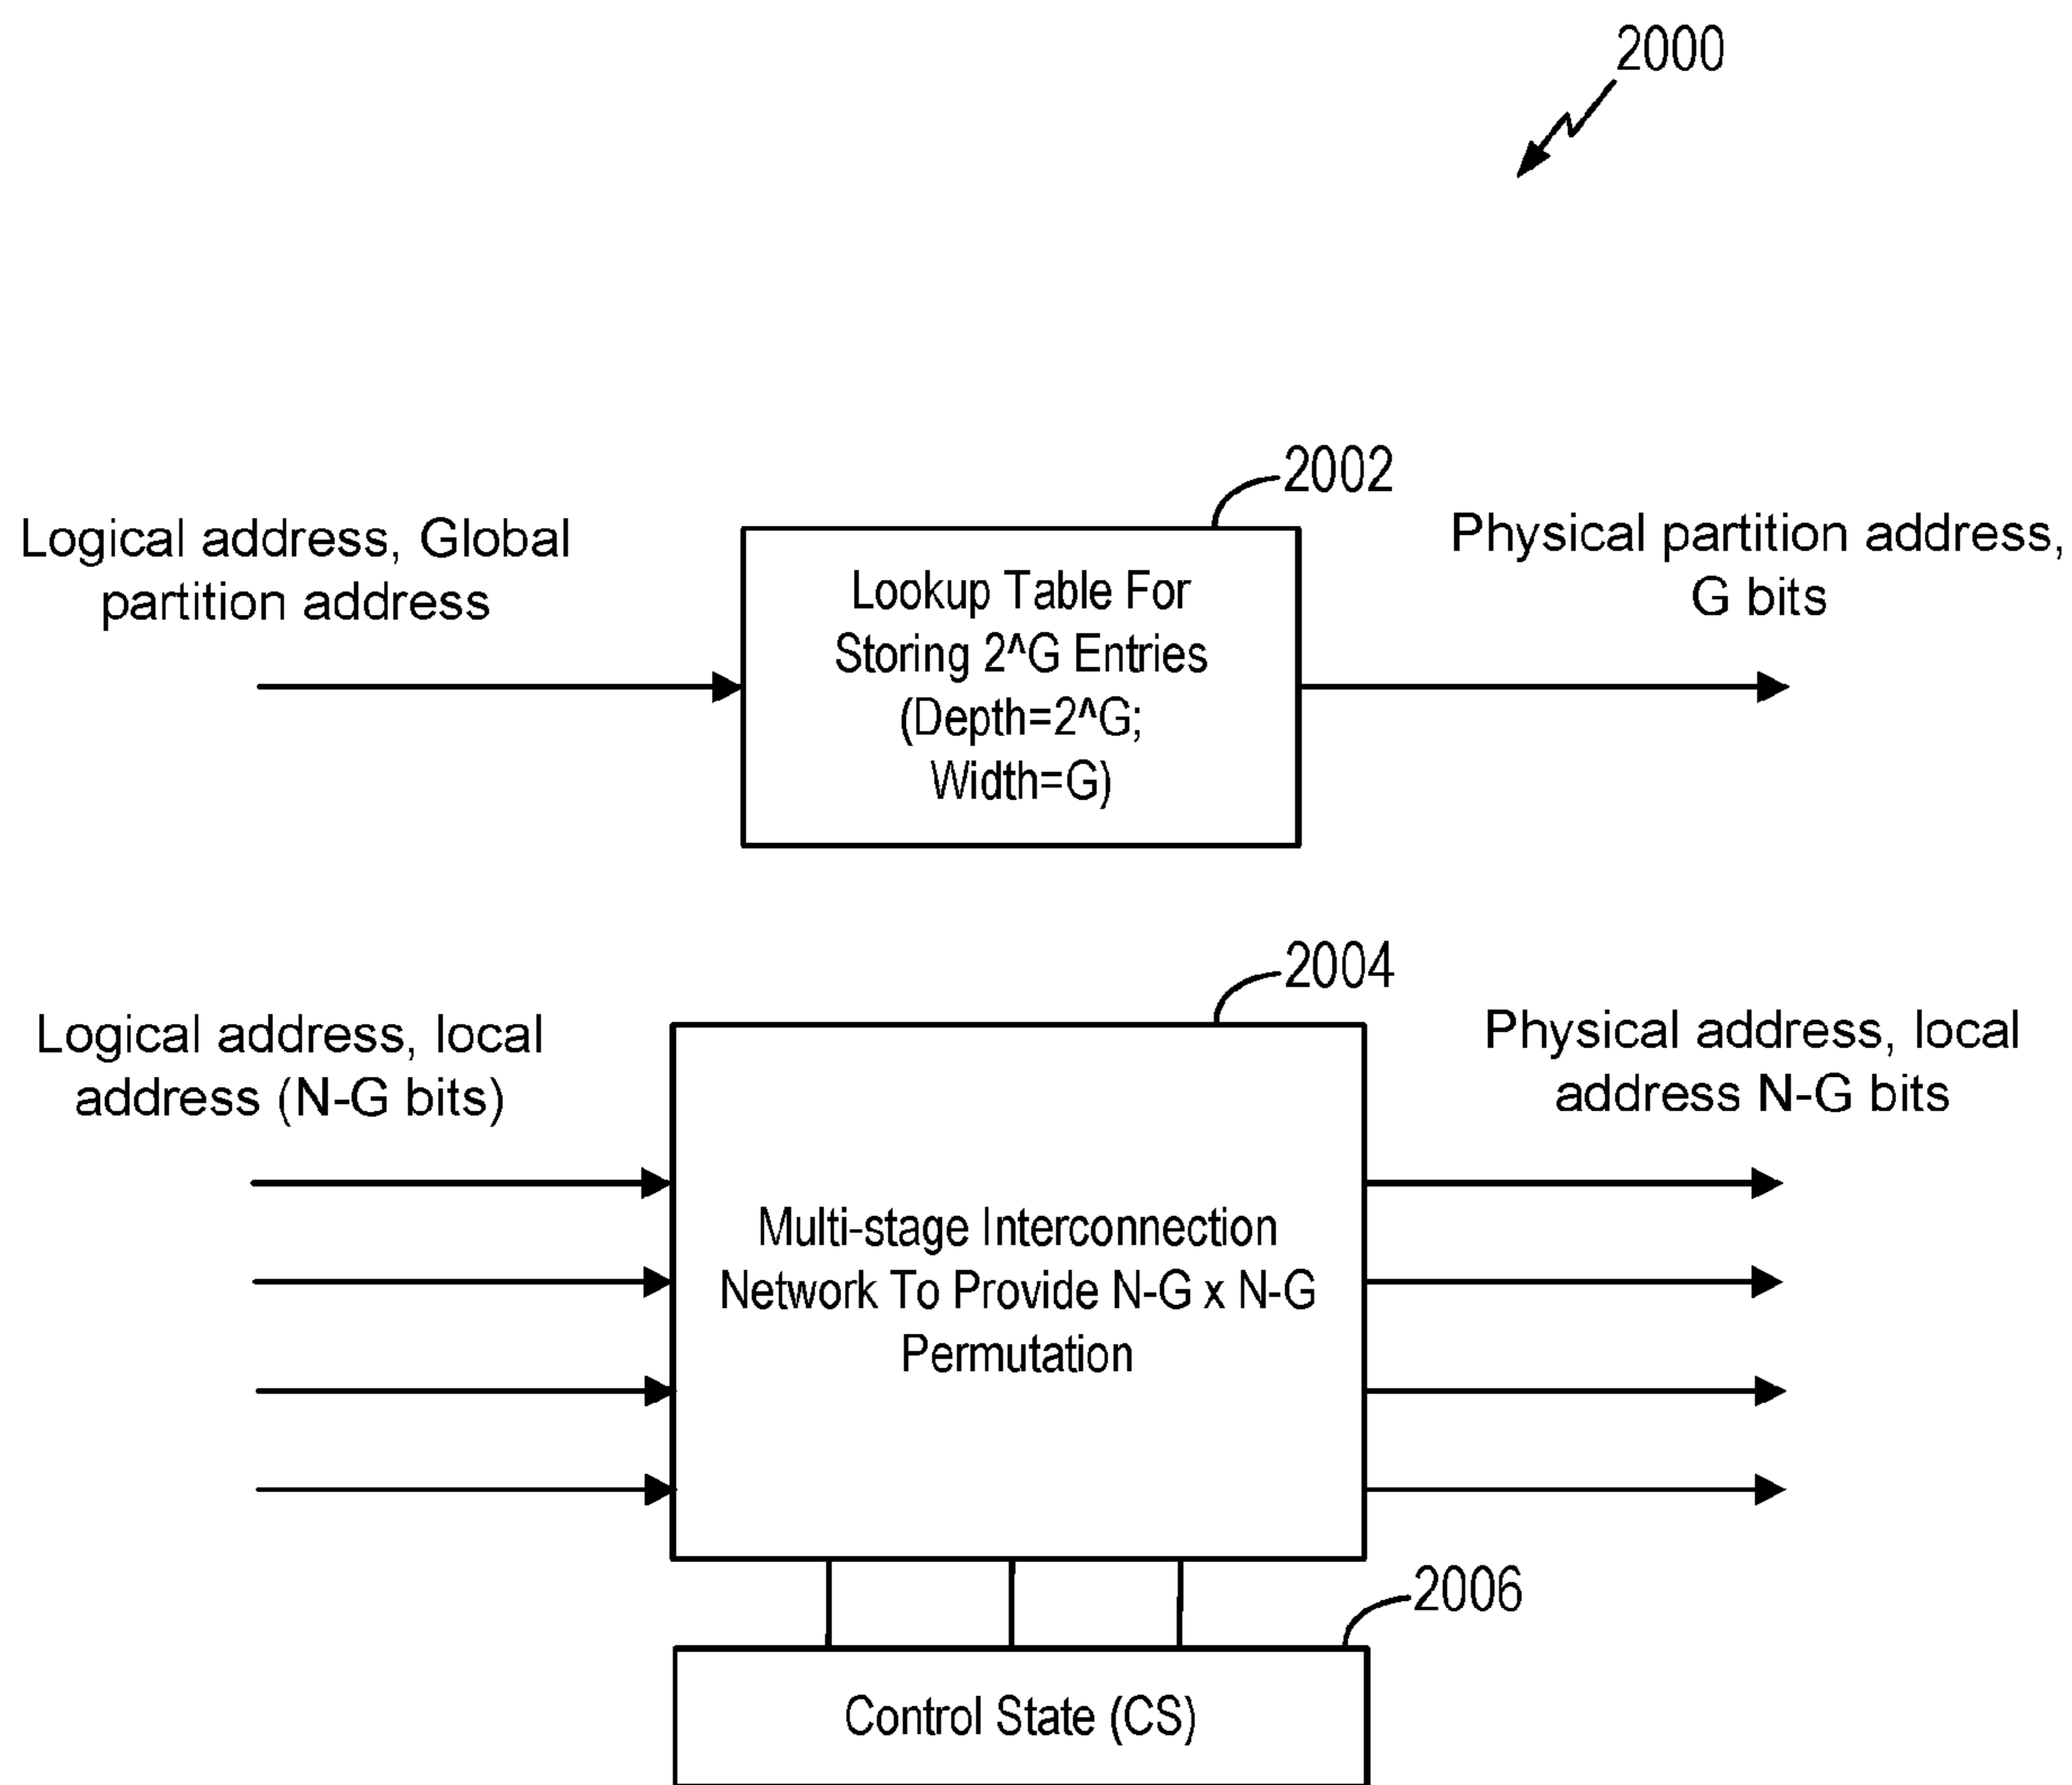 2000
2002
Logical address, Global
partition address
Lookup Table For
Storing 2^G Entries
(Depth=2^G;
Width=G)
Physical partition address,
G bits
2004
Logical address, local
address (N-G bits)
Multi-stage Interconnection
Network To Provide N-G x N-G
Permutation
Physical address, local
address N-G bits
2006
Control State (CS)